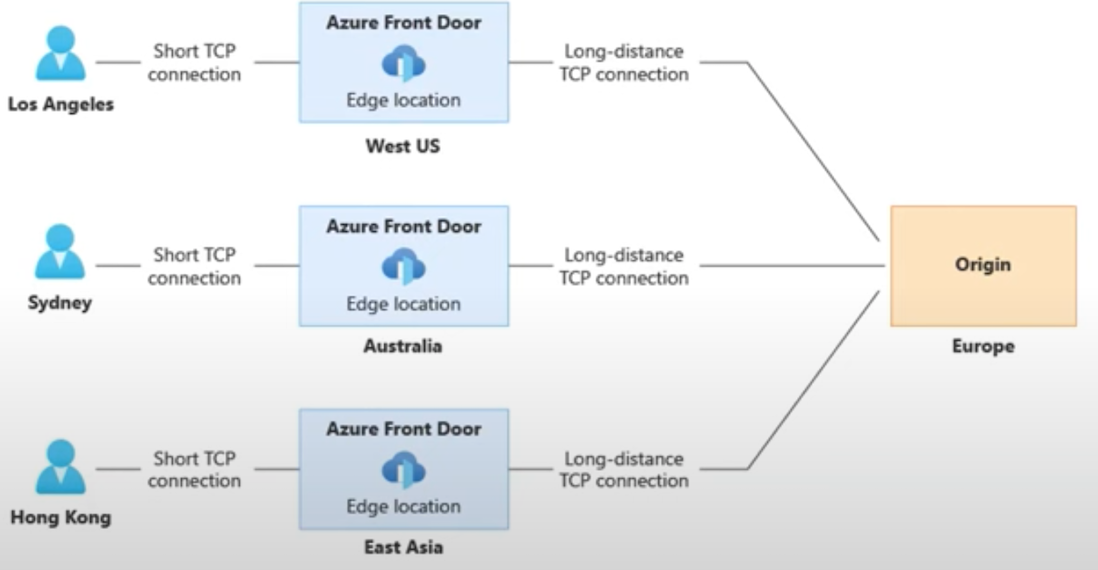 Azure Front Door
Short TCP
connection
Long-distance
TCP connection
Edge location
Los Angeles
West US
Azure Front Door
Short TCP
connection
Long-distance
TCP connection
Origin
Edge location
Sydney
Australia
Europe
Azure Front Door
Short TCP
connection
Long-distance
TCP connection
Edge location
Hong Kong
East Asia